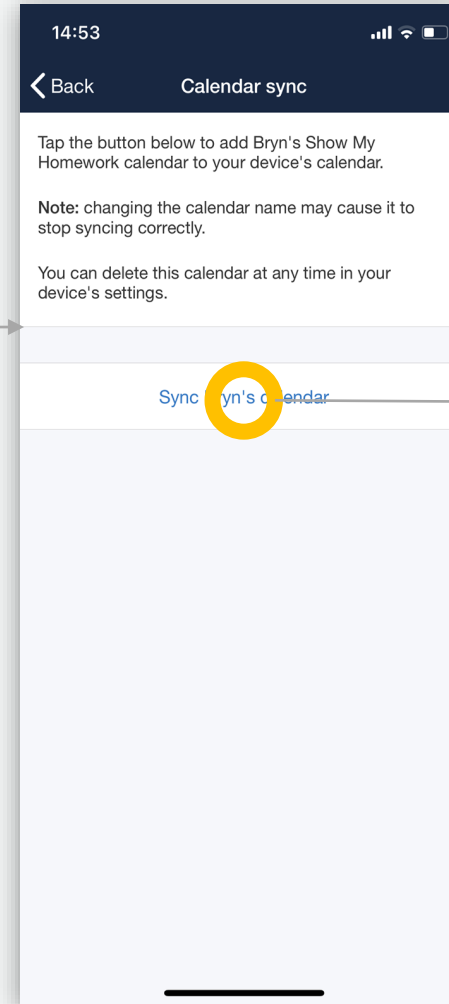 14:53
Back
Calendar sync
Tap the button below to add Bryn's Show My
Homework calendar to your device's calendar.
Note: changing the calendar name may cause it to
stop syncing correctly.
You can delete this calendar at any time in your
device's settings.
Sync Bryn's calendar